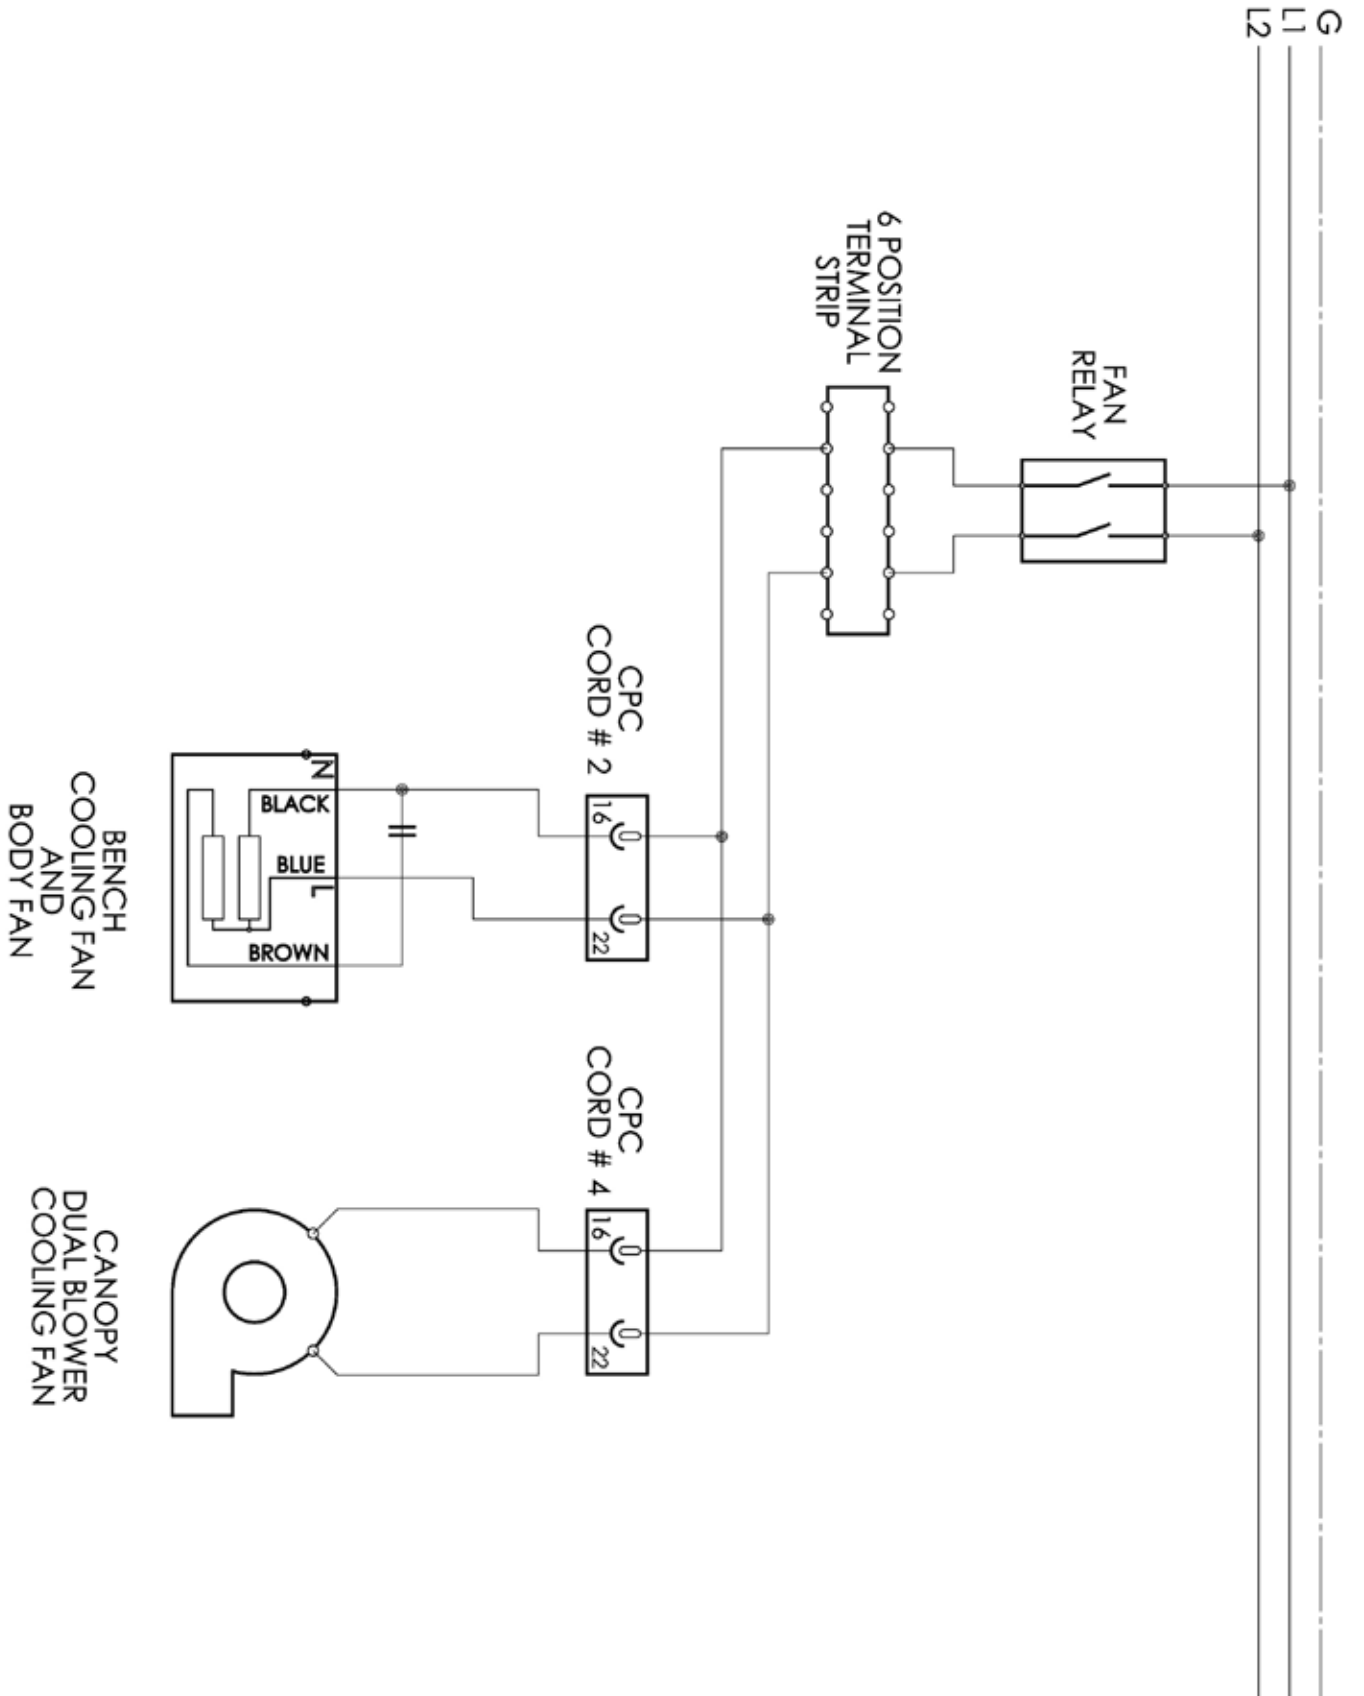 G
L1
L2
6 POSITION
TERMINAL
STRIP
FAN
RELAY
CPC
CORD # 2
16
22
N
BLACK
BLUE
L
BROWN
BENCH
COOLING FAN
AND
BODY FAN
CPC
CORD # 4
16
22
CANOPY
DUAL BLOWER
COOLING FAN